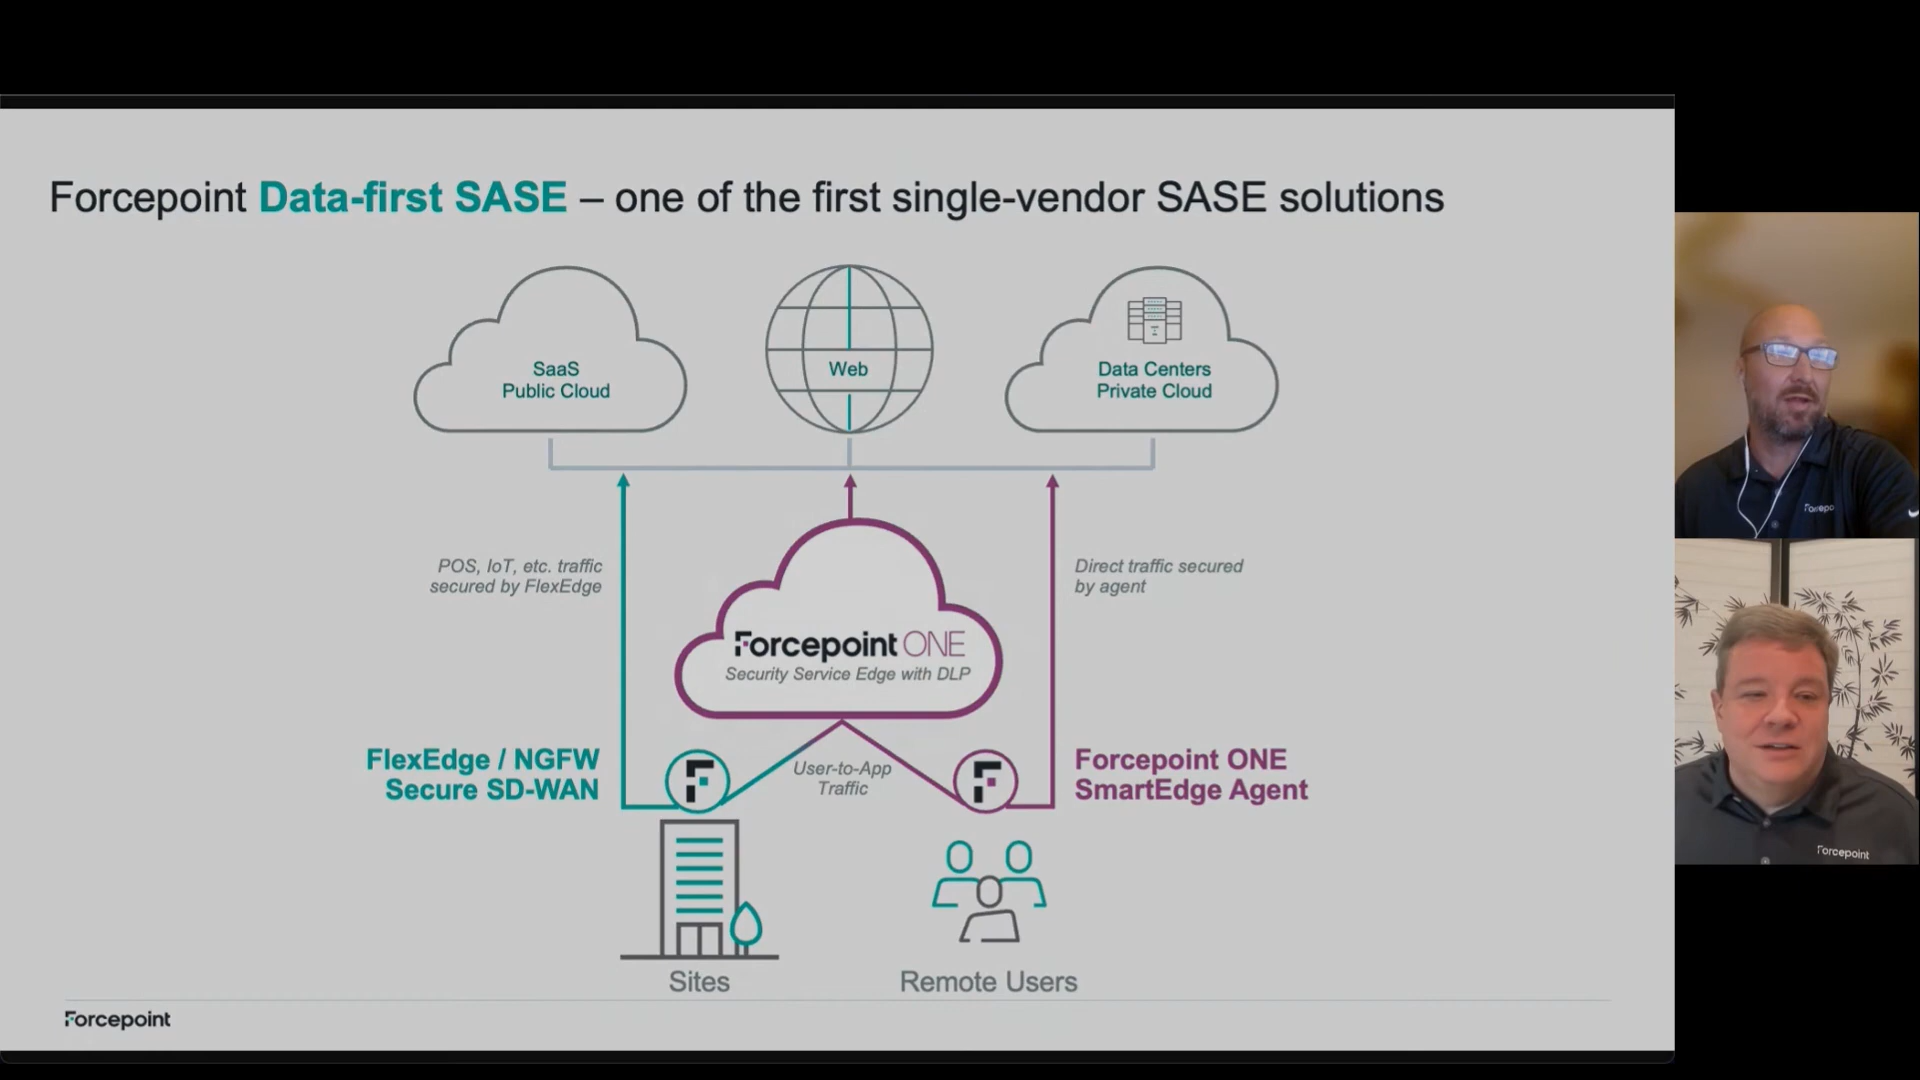 Forcepoint Data-first SASE – one of the first single-vendor SASE solutions
SaaS
Public Cloud
Web
Data Centers
Private Cloud
POS, IoT, etc. traffic
secured by FlexEdge
Direct traffic secured
by agent
Forcepoint ONE
Security Service Edge with DLP
FlexEdge / NGFW
Secure SD-WAN
User-to-App
Traffic
Forcepoint ONE
SmartEdge Agent
Sites
Remote Users
Forcepoint
Forcepo
Forcepoint